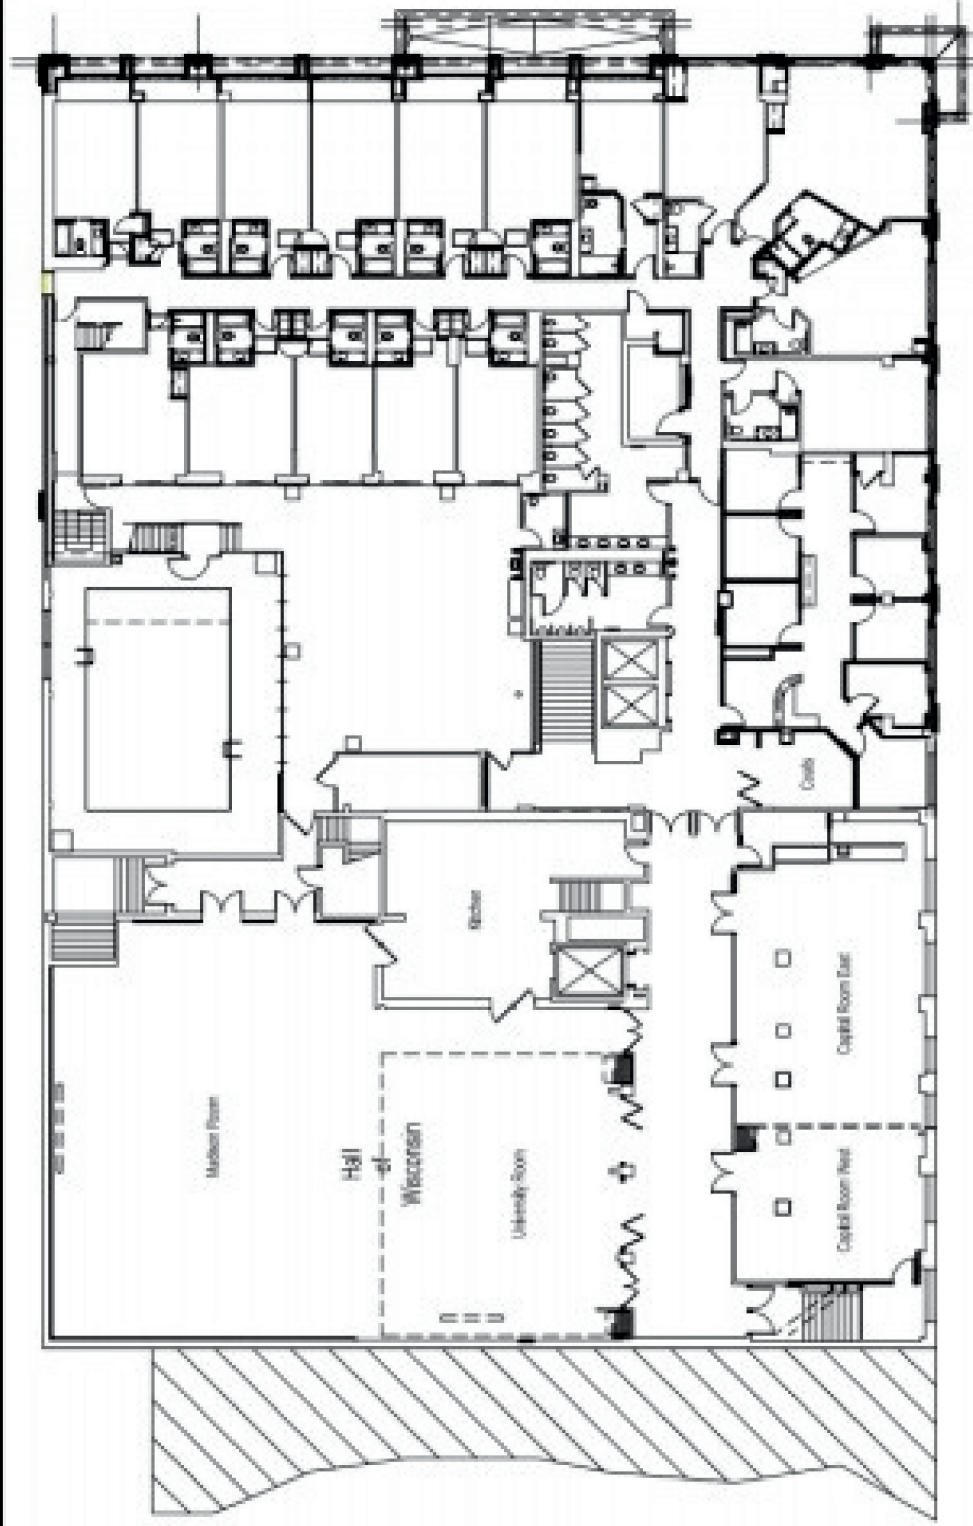 Coats
Kitchen
Capitol Room East
Madison Room
Hall
of
Wisconsin
University Room
Capitol Room West